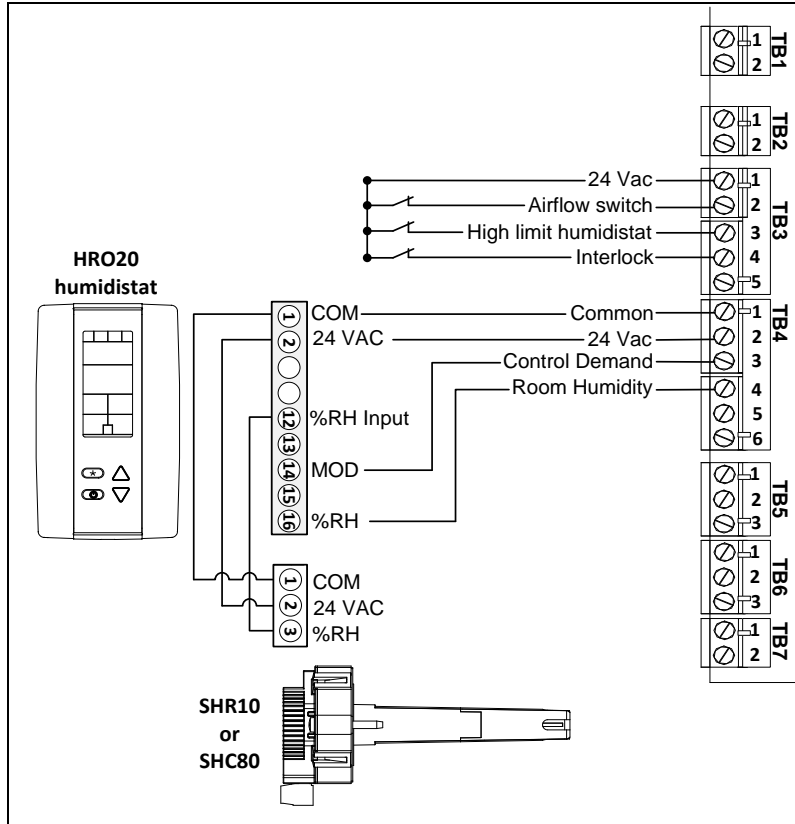 1
2
TB1
1
2
TB2
24 Vac
Airflow switch
High limit humidistat
Interlock
1
2
3
4
5
TB3
HRO20
humidistat
1 COM
2 24 VAC
12 %RH Input
13
14 MOD
15
16 %RH
Common
24 Vac
Control Demand
Room Humidity
1
2
3
4
5
6
TB4
1
2
3
TB5
1 COM
2 24 VAC
3 %RH
1
2
3
TB6
1
2
TB7
SHR10
or
SHC80